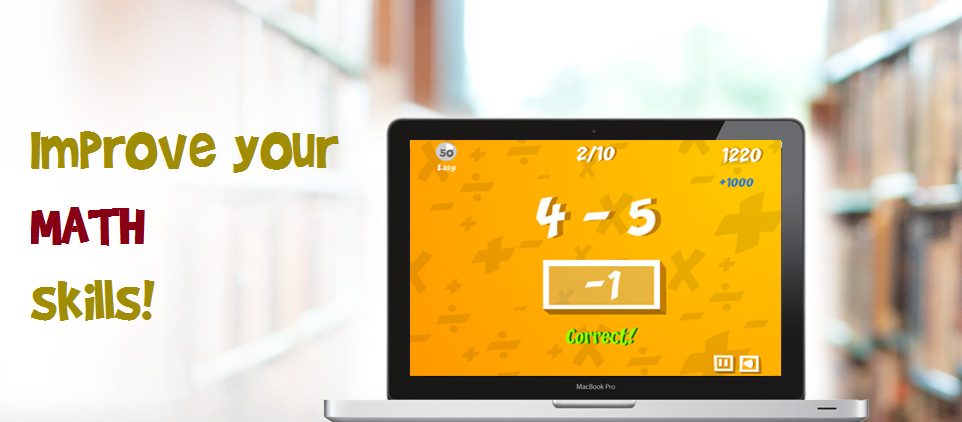 Improve your
MATH
skills!
50
Easy
2/10
1220
+1000
4 - 5
-1
Correct!
MacBook Pro